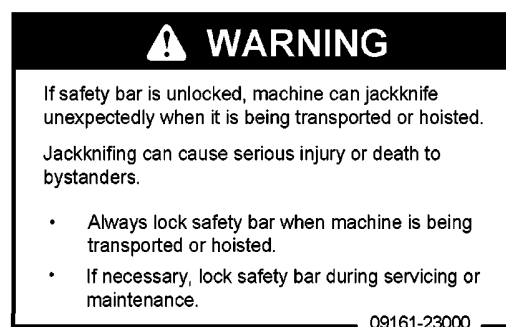 WARNING
If safety bar is unlocked, machine can jackknife
unexpectedly when it is being transported or hoisted.
Jackknifing can cause serious injury or death to
bystanders.
• Always lock safety bar when machine is being
transported or hoisted.
• If necessary, lock safety bar during servicing or
maintenance.
09161-23000